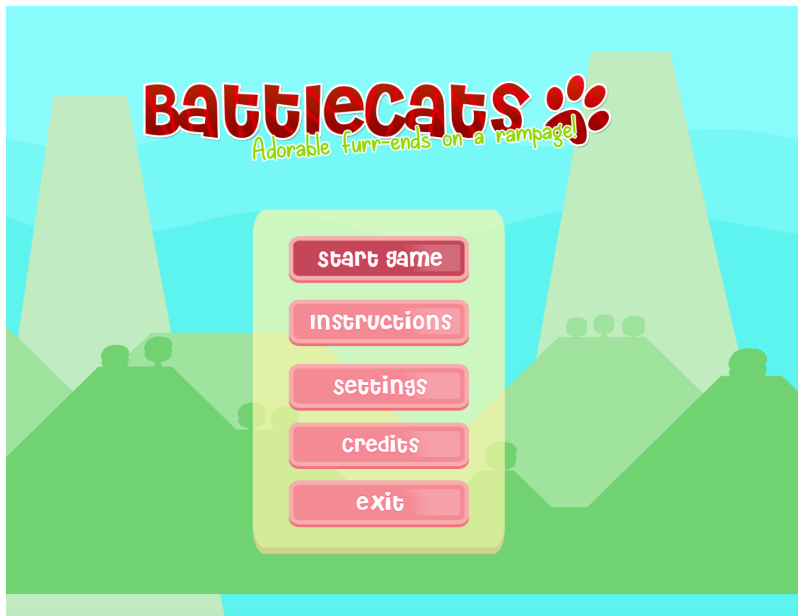 Battlecats
Adorable furr-ends on a rampage!
start game
Instructions
settings
credits
exit